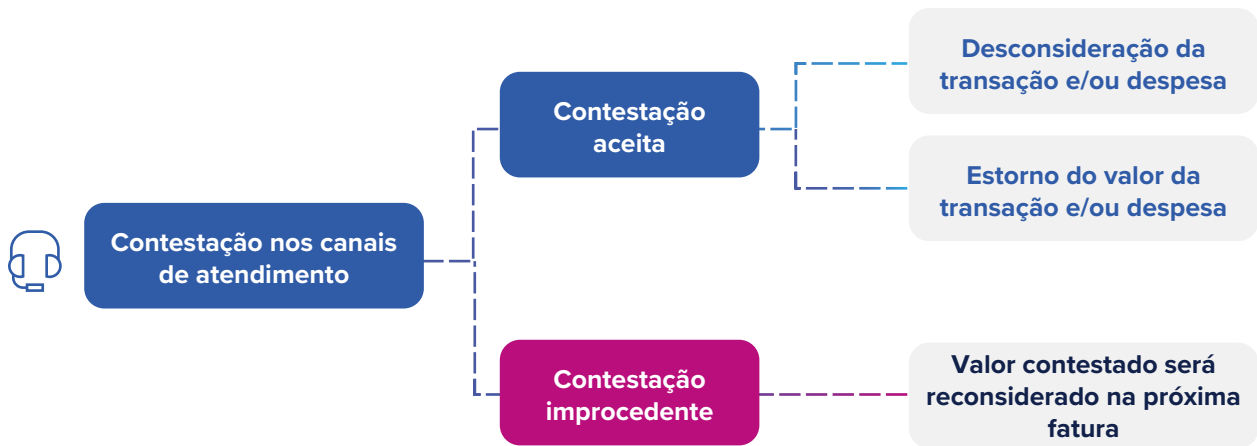 Contestação nos canais
de atendimento
Contestação
aceita
Desconsideração da
transação e/ou despesa
Estorno do valor da
transação e/ou despesa
Contestação
improcedente
Valor contestado será
reconsiderado na próxima
fatura